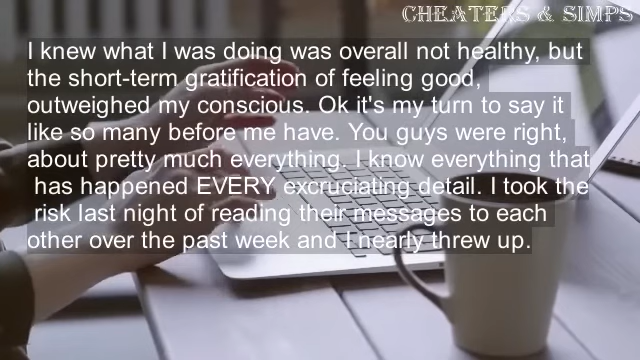 CHEATERS & SIMPS
I knew what I was doing was overall not healthy, but
the short-term gratification of feeling good,
outweighed my conscious. Ok it's my turn to say it
like so many before me have. You guys were right,
about pretty much everything. I know everything that
has happened EVERY excruciating detail. I took the
risk last night of reading their messages to each
other over the past week and I nearly threw up.